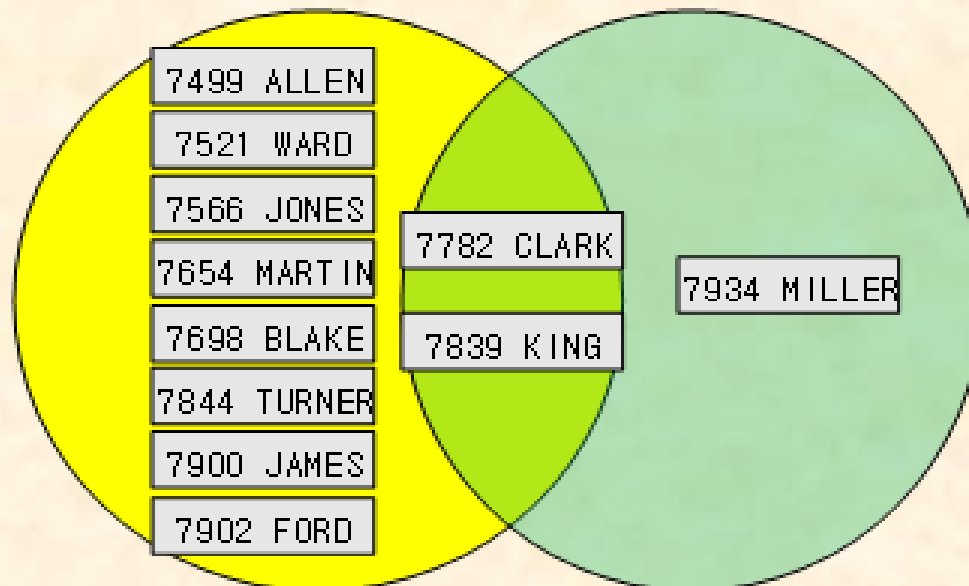 7499 ALLEN
7521 WARD
7566 JONES
7654 MARTIN
7698 BLAKE
7844 TURNER
7900 JAMES
7902 FORD
7782 CLARK
7839 KING
7934 MILLER